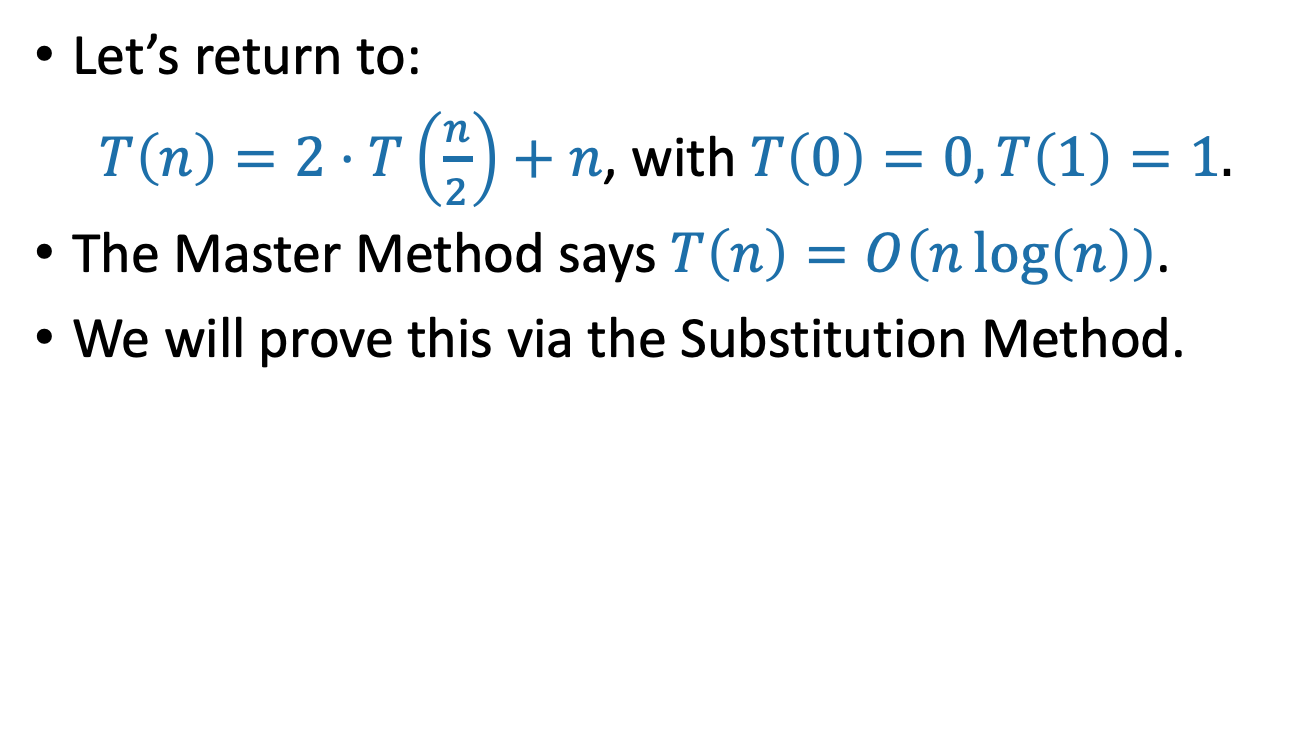 • Let’s return to:
T(n) = 2 · T(n/2) + n, with T(0) = 0, T(1) = 1.
• The Master Method says T(n) = O(n log(n)).
• We will prove this via the Substitution Method.